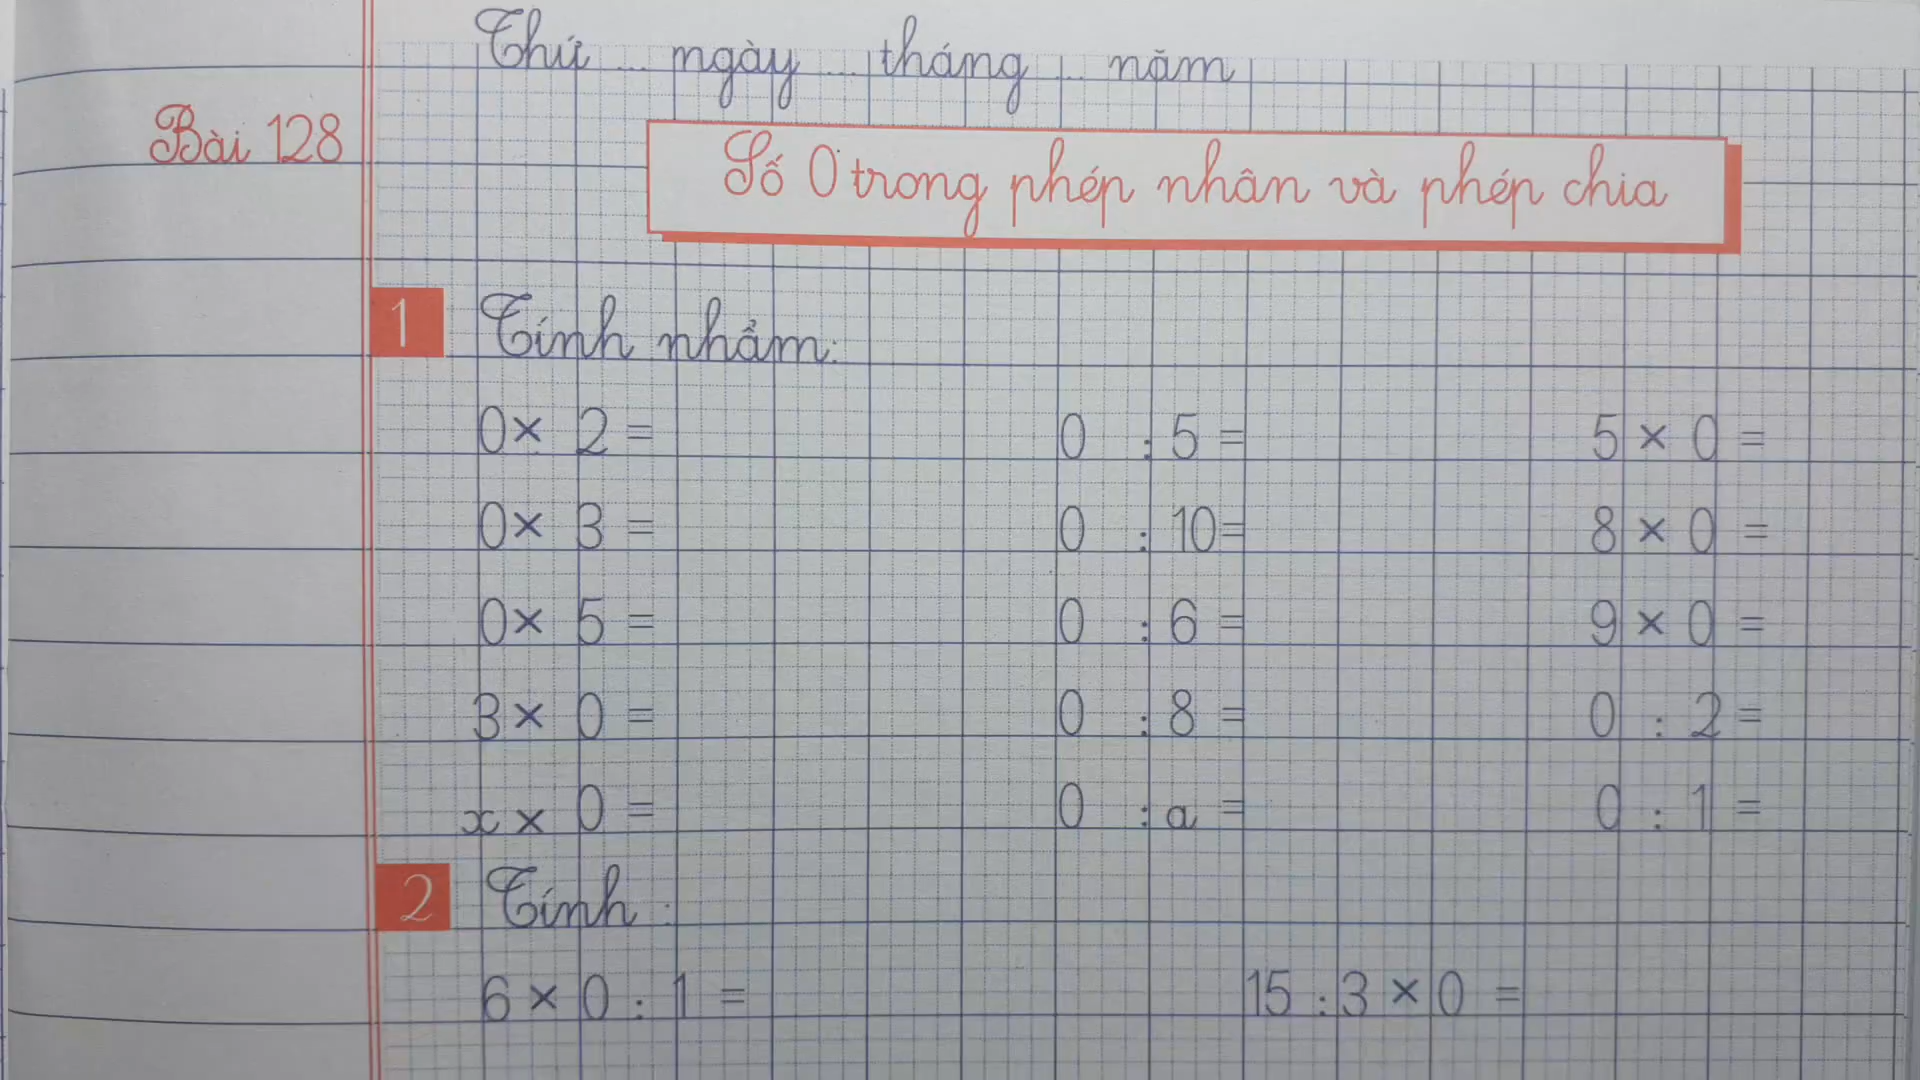 Thứ ... ngày ... tháng ... năm
Bài 128
Số 0 trong phép nhân và phép chia
1 Tính nhẩm:
0 × 2 = 0 : 5 = 5 × 0 =
0 × 3 = 0 : 10 = 8 × 0 =
0 × 5 = 0 : 6 = 9 × 0 =
3 × 0 = 0 : 8 = 0 : 2 =
x × 0 = 0 : a = 0 : 1 =
2 Tính :
6 × 0 : 1 = 15 : 3 × 0 =